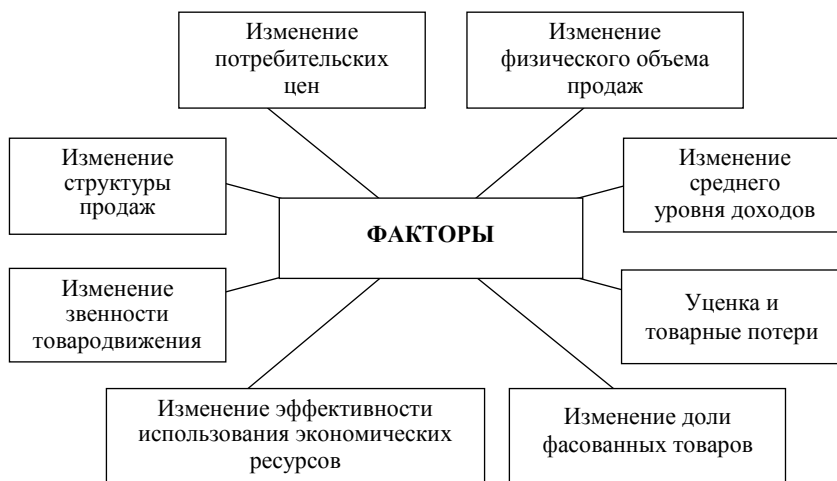 Изменение
потребительских
цен
Изменение
физического объема
продаж
Изменение
структуры
продаж
Изменение
среднего
уровня доходов
ФАКТОРЫ
Изменение
звенности
товародвижения
Уценка и
товарные потери
Изменение эффективности
использования экономических
ресурсов
Изменение доли
фасованных товаров